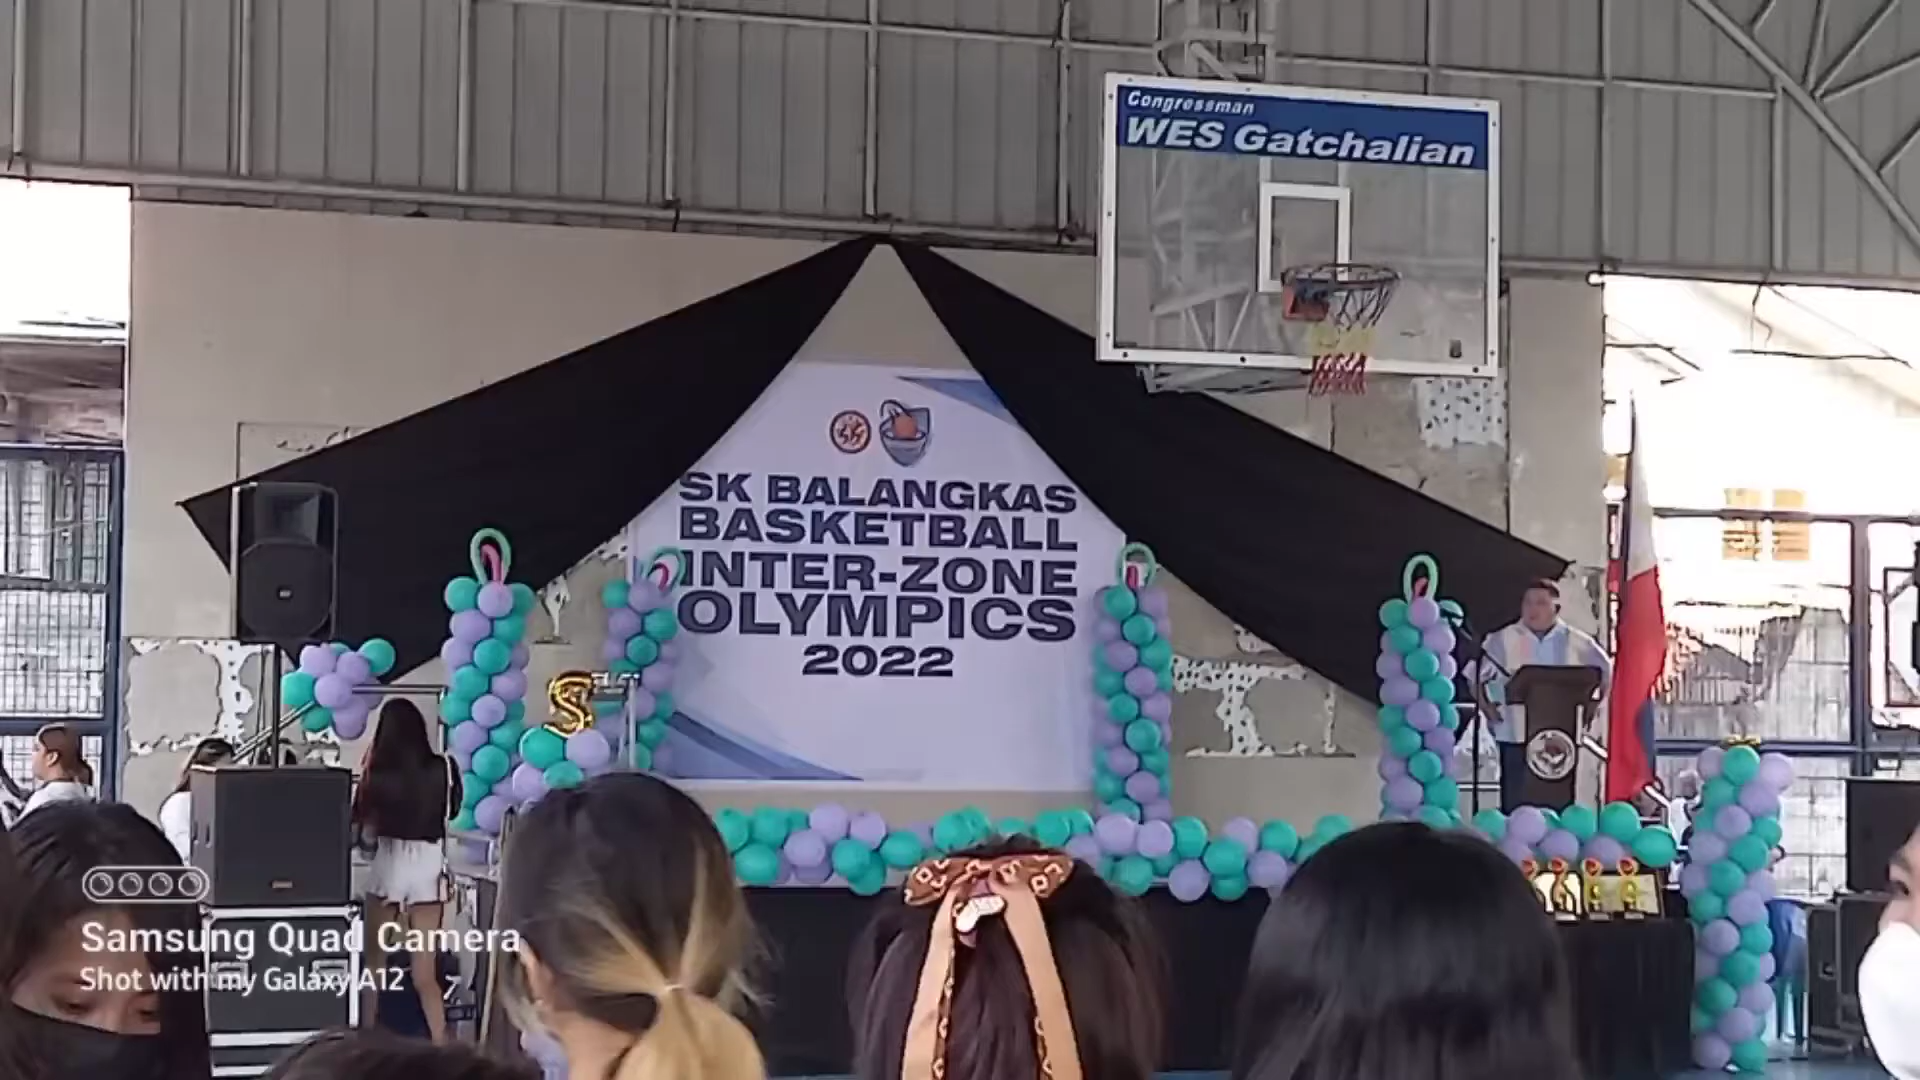 Congressman
WES Gatchalian
SK BALANGKAS
BASKETBALL
INTER-ZONE
OLYMPICS
2022
S
Samsung Quad Camera
Shot with my Galaxy A12